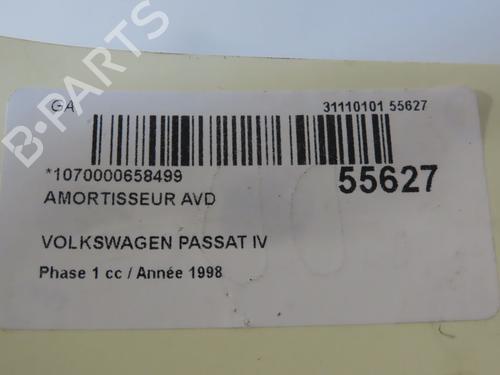 GA
31110101 55627
*1070000658499
55627
AMORTISSEUR AVD
VOLKSWAGEN PASSAT IV
Phase 1 cc / Année 1998
B-PARTS